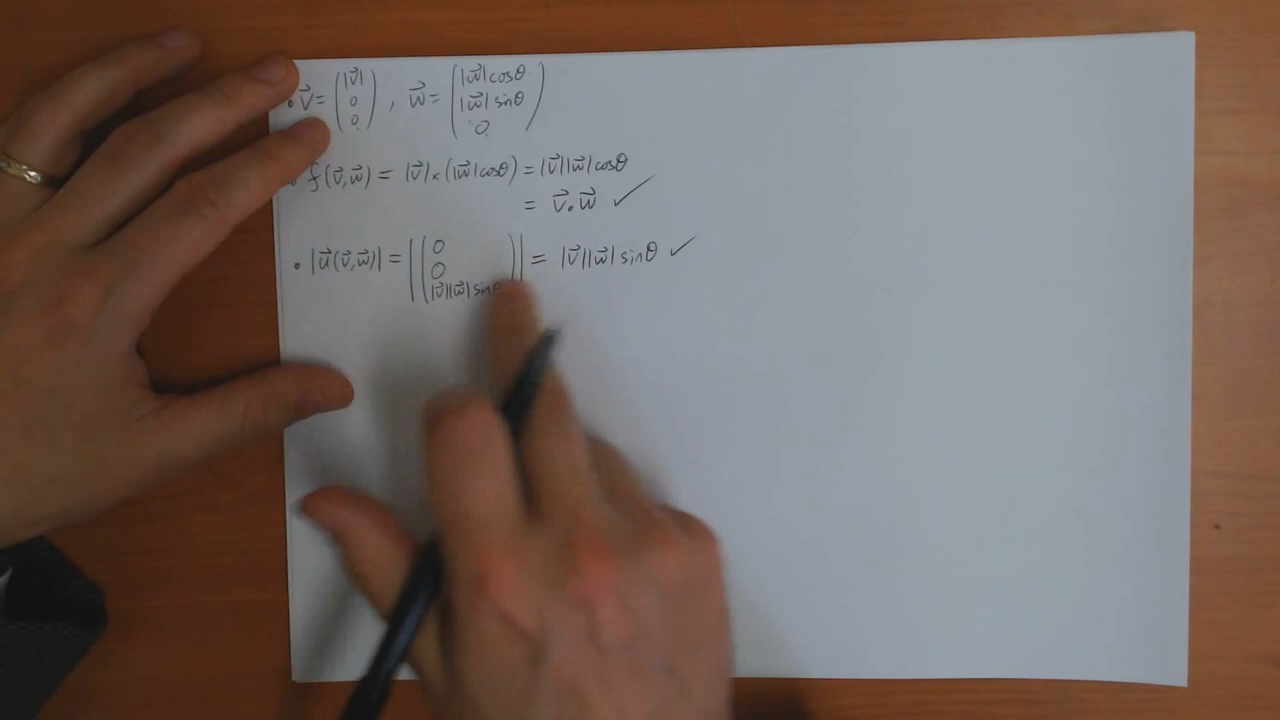 • v⃗ = (|v⃗| 0 0), w⃗ = (|w⃗|cosθ |w⃗|sinθ 0)
• f(v⃗,w⃗) = |v⃗| × (|w⃗|cosθ) = |v⃗||w⃗|cosθ
= v⃗•w⃗ ✓
• |u⃗(v⃗,w⃗)| = |(0 0 |v⃗||w⃗|sinθ)| = |v⃗||w⃗|sinθ ✓